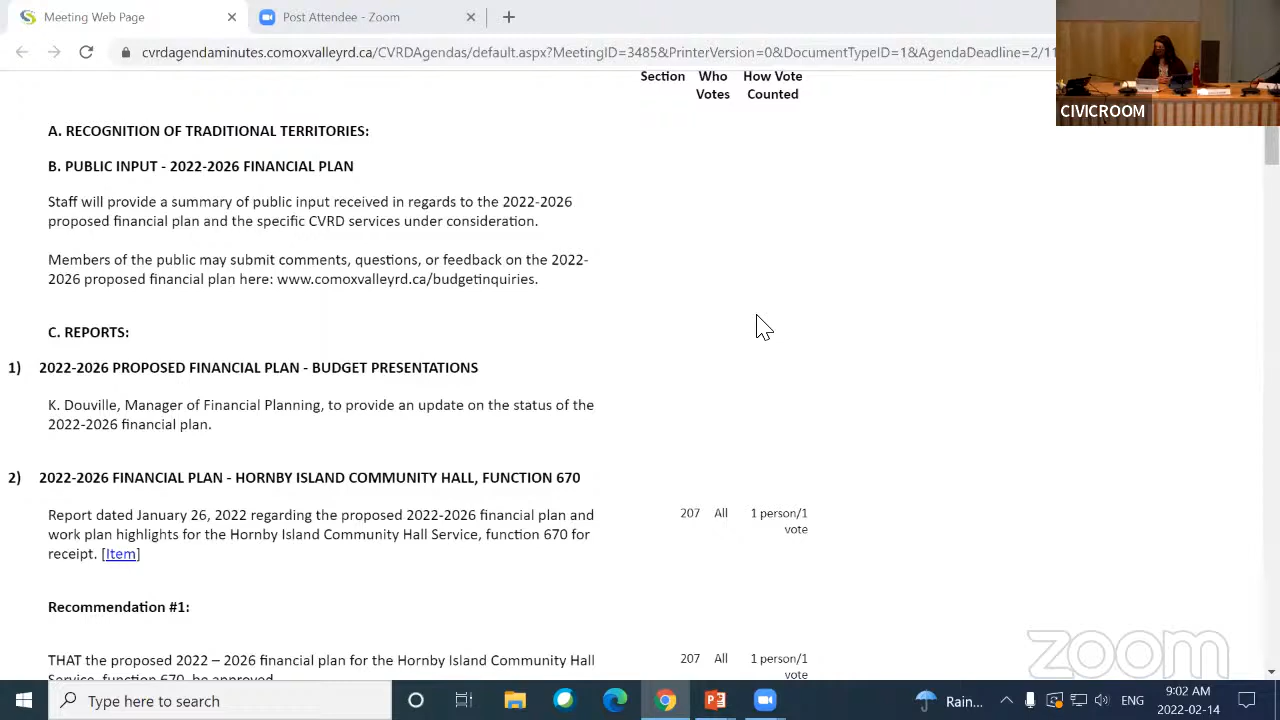 Meeting Web Page
Post Attendee - Zoom
cvrdagendaminutes.comoxvalleyrd.ca/CVRDAgendas/default.aspx?MeetingID=3485&PrinterVersion=0&DocumentTypeID=1&AgendaDeadline=2/11
CIVICROOM
Section Who Votes How Vote Counted
A. RECOGNITION OF TRADITIONAL TERRITORIES:
B. PUBLIC INPUT - 2022-2026 FINANCIAL PLAN
Staff will provide a summary of public input received in regards to the 2022-2026
proposed financial plan and the specific CVRD services under consideration.
Members of the public may submit comments, questions, or feedback on the 2022-
2026 proposed financial plan here: www.comoxvalleyrd.ca/budgetinquiries.
C. REPORTS:
1) 2022-2026 PROPOSED FINANCIAL PLAN - BUDGET PRESENTATIONS
K. Douville, Manager of Financial Planning, to provide an update on the status of the
2022-2026 financial plan.
2) 2022-2026 FINANCIAL PLAN - HORNBY ISLAND COMMUNITY HALL, FUNCTION 670
Report dated January 26, 2022 regarding the proposed 2022-2026 financial plan and
work plan highlights for the Hornby Island Community Hall Service, function 670 for
receipt. [Item]
207 All 1 person/1
vote
Recommendation #1:
THAT the proposed 2022 – 2026 financial plan for the Hornby Island Community Hall
Service, function 670, be approved
207 All 1 person/1
vote
zoom
Type here to search
Rain...
ENG
9:02 AM
2022-02-14